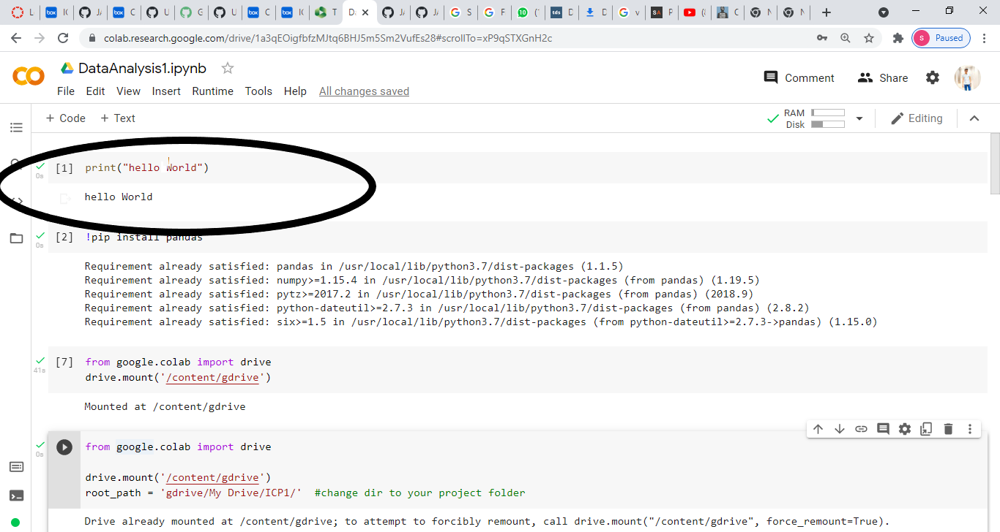 L
IC
JA
C
U
G
U
C
IC
T
Da
JA
JA
S
F
10
(
tds
D
D
v
SA
P
(
C
N
N
colab.research.google.com/drive/1a3qEOigfbfzMJtq6BHJ5m5Sm2VufEs28#scrollTo=xP9qSTXGnH2c
S Paused
DataAnalysis1.ipynb
Comment Share
File Edit View Insert Runtime Tools Help All changes saved
+ Code + Text
RAM
Disk
Editing
[1] print("hello World")
0s
hello World
[2] !pip install pandas
0s
Requirement already satisfied: pandas in /usr/local/lib/python3.7/dist-packages (1.1.5)
Requirement already satisfied: numpy>=1.15.4 in /usr/local/lib/python3.7/dist-packages (from pandas) (1.19.5)
Requirement already satisfied: pytz>=2017.2 in /usr/local/lib/python3.7/dist-packages (from pandas) (2018.9)
Requirement already satisfied: python-dateutil>=2.7.3 in /usr/local/lib/python3.7/dist-packages (from pandas) (2.8.2)
Requirement already satisfied: six>=1.5 in /usr/local/lib/python3.7/dist-packages (from python-dateutil>=2.7.3->pandas) (1.15.0)
[7] from google.colab import drive
41s
drive.mount('/content/gdrive')
Mounted at /content/gdrive
from google.colab import drive
0s
drive.mount('/content/gdrive')
root_path = 'gdrive/My Drive/ICP1/' #change dir to your project folder
Drive already mounted at /content/gdrive; to attempt to forcibly remount, call drive.mount("/content/gdrive", force_remount=True).